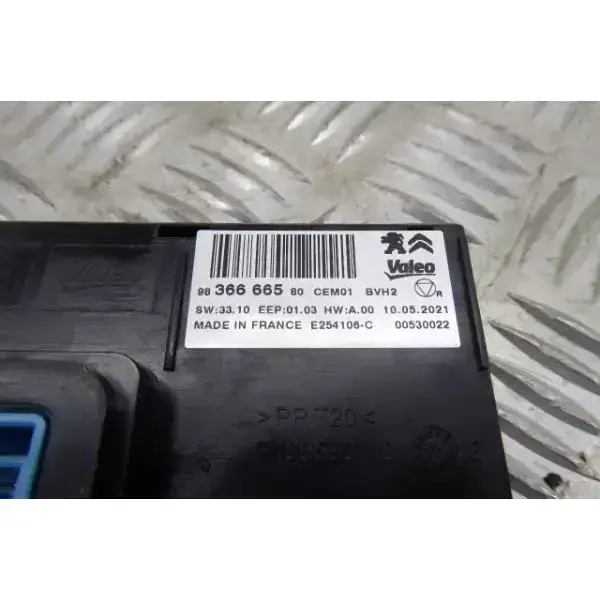 Valeo
98 366 665 80 CEM01 BVH2 R
SW:33.10 EEP:01.03 HW:A.00 10.05.2021
MADE IN FRANCE E254106-C 00530022
>PP T20<